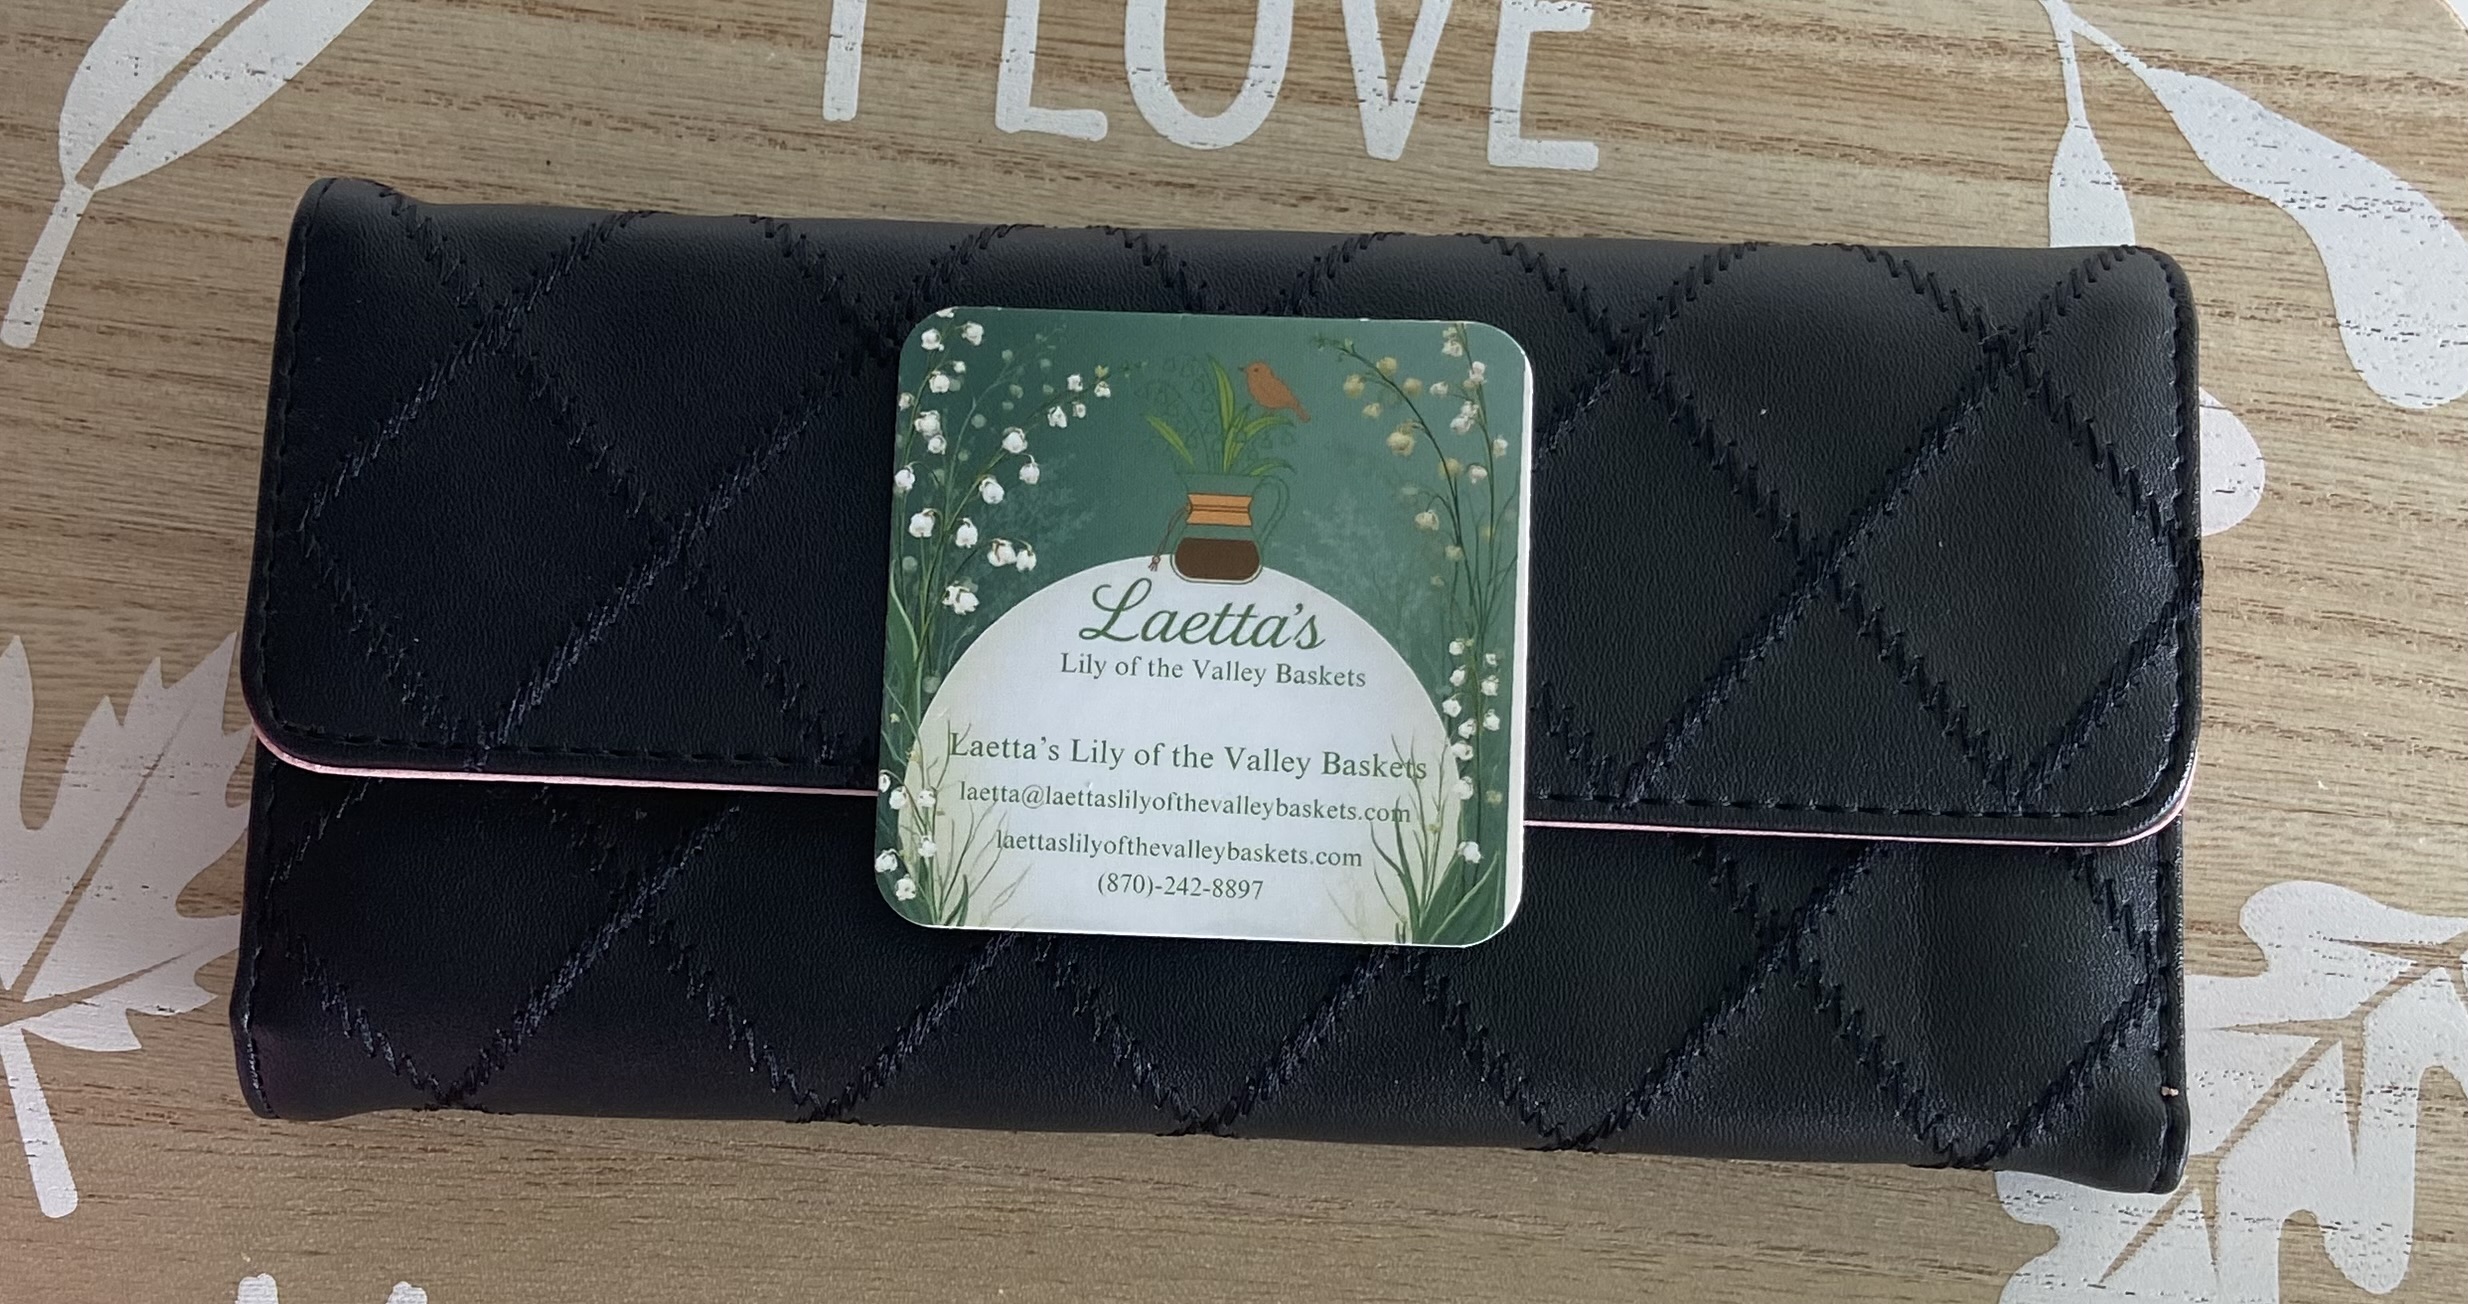 I LOVE
Laetta's
Lily of the Valley Baskets
Laetta's Lily of the Valley Baskets
laetta@laettaslilyofthevalleybaskets.com
laettaslilyofthevalleybaskets.com
(870)-242-8897